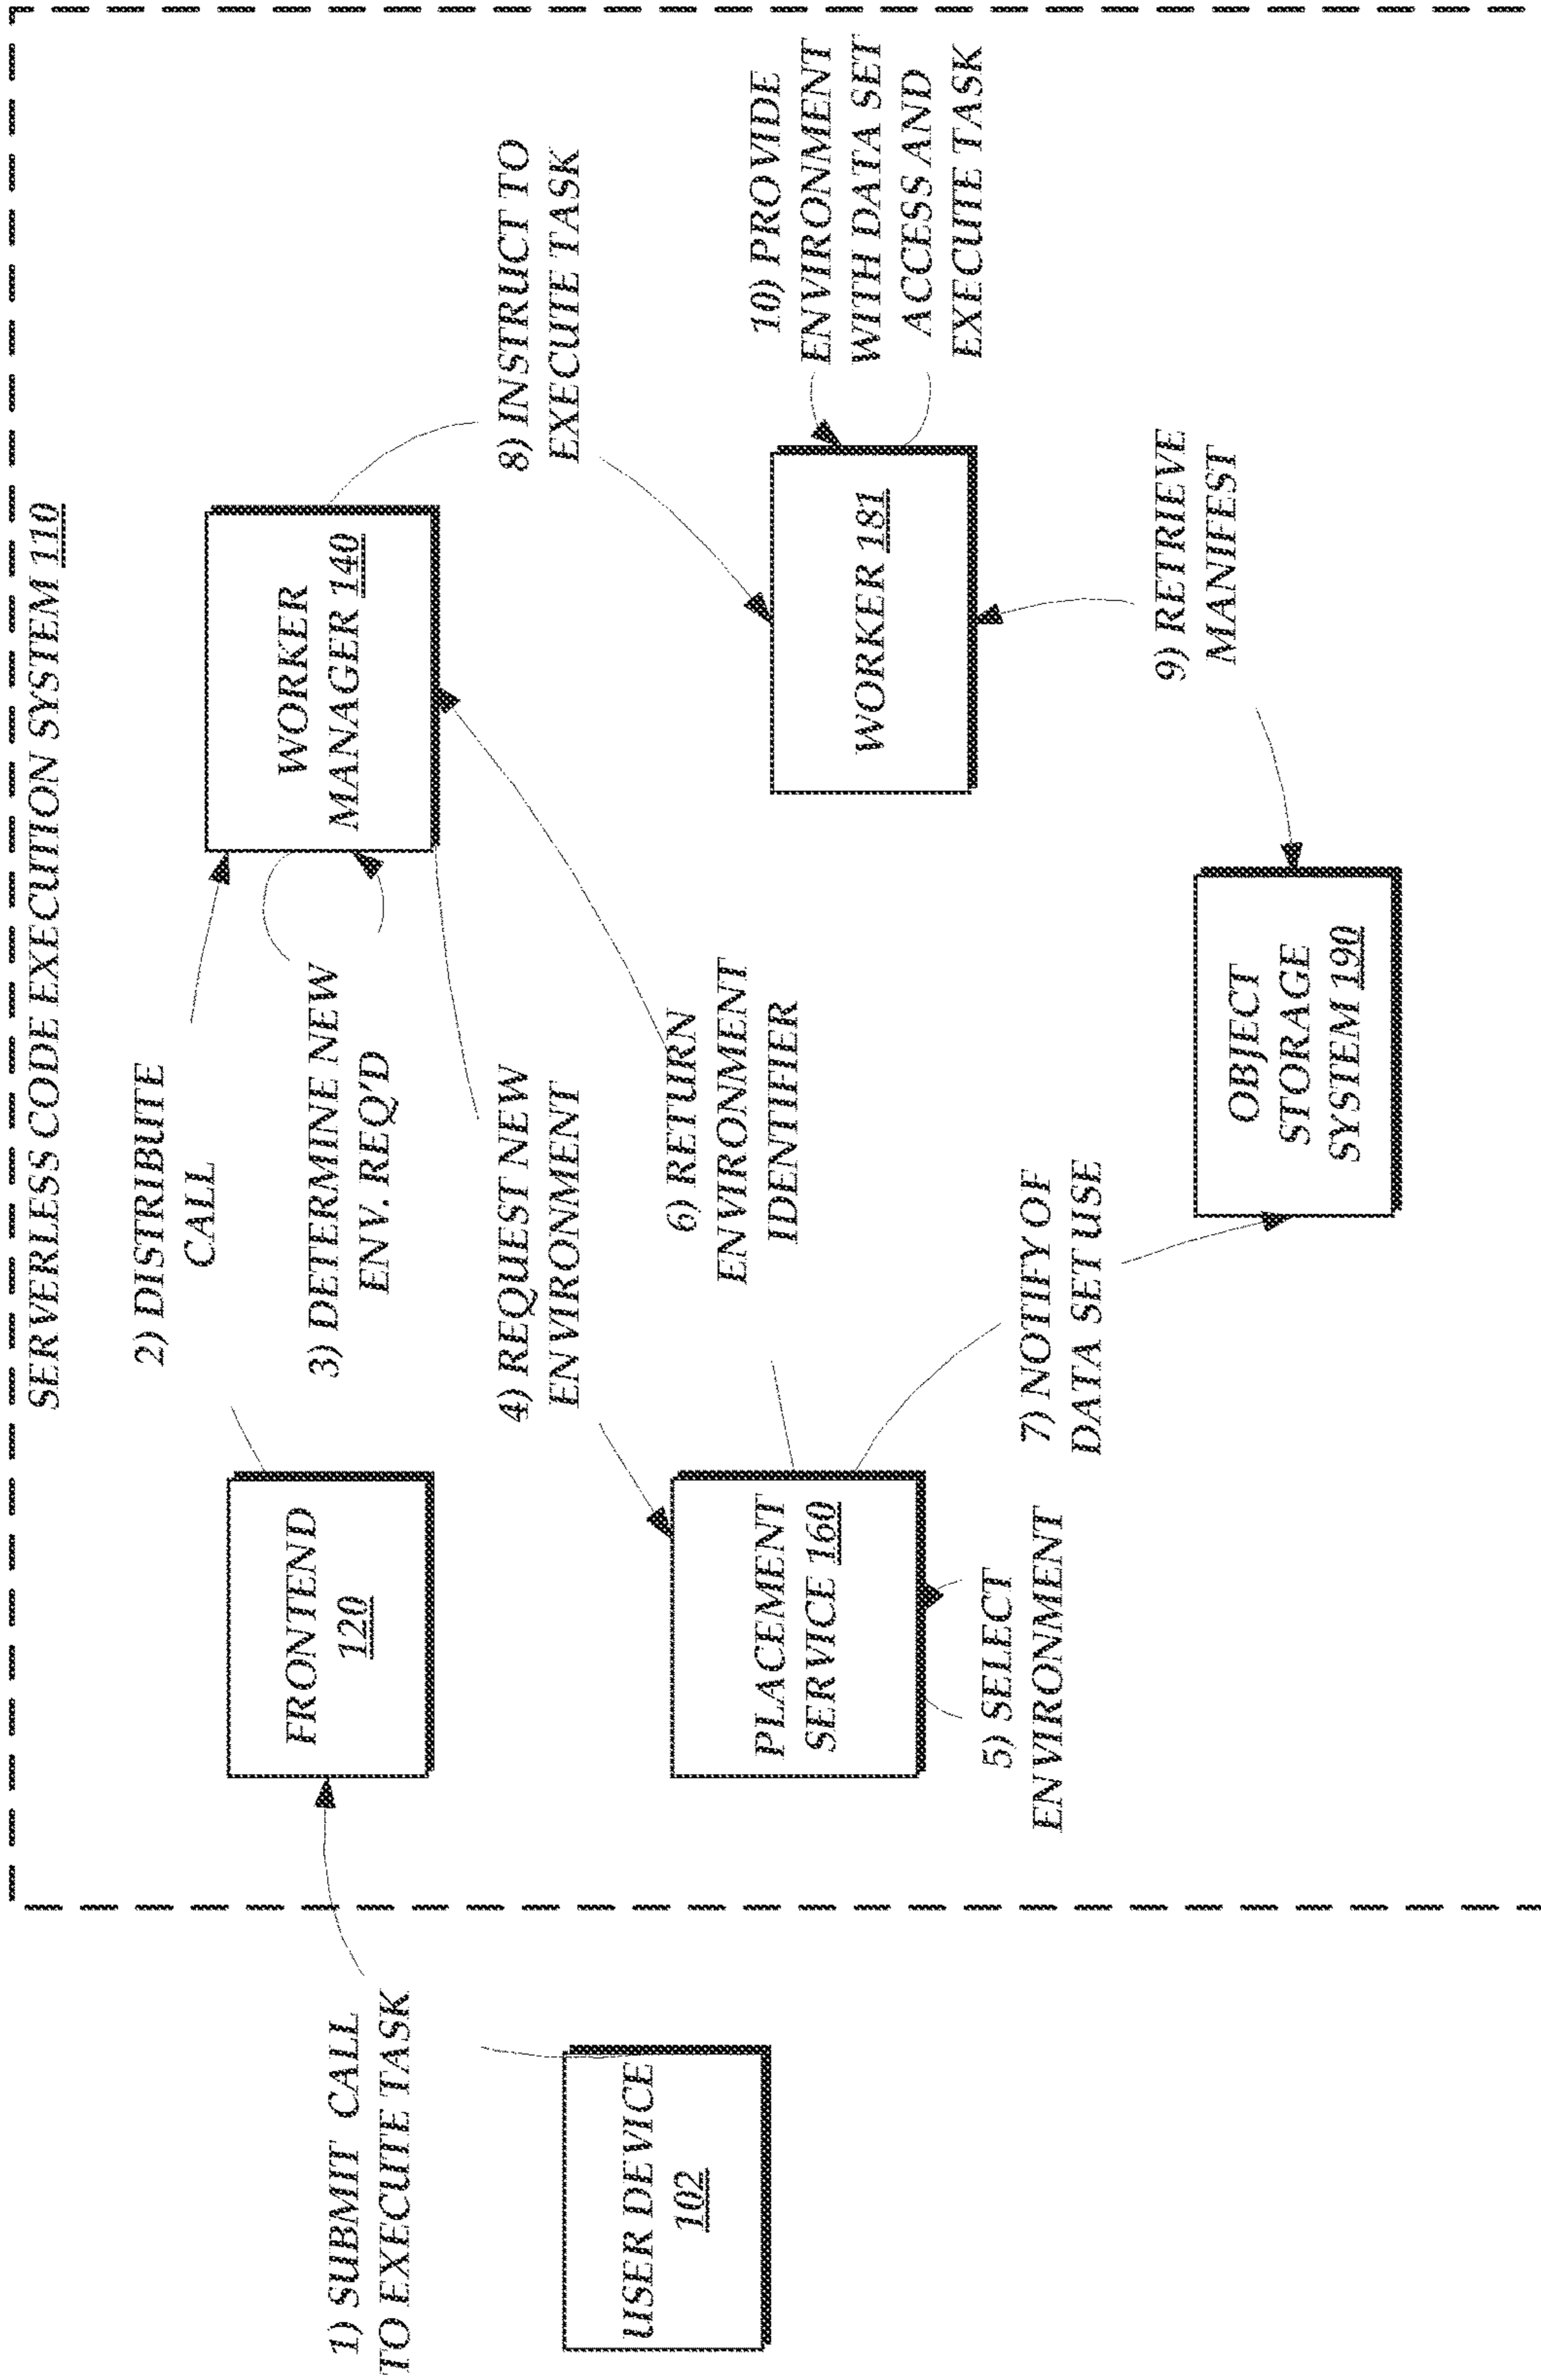 SERVERLESS CODE EXECUTION SYSTEM 110
1) SUBMIT CALL
TO EXECUTE TASK
USER DEVICE
102
FRONTEND
120
2) DISTRIBUTE
CALL
WORKER
MANAGER 140
3) DETERMINE NEW
ENV. REQ'D
4) REQUEST NEW
ENVIRONMENT
PLACEMENT
SERVICE 160
5) SELECT
ENVIRONMENT
6) RETURN
ENVIRONMENT
IDENTIFIER
7) NOTIFY OF
DATA SET USE
OBJECT
STORAGE
SYSTEM 190
8) INSTRUCT TO
EXECUTE TASK
WORKER 181
9) RETRIEVE
MANIFEST
10) PROVIDE
ENVIRONMENT
WITH DATA SET
ACCESS AND
EXECUTE TASK